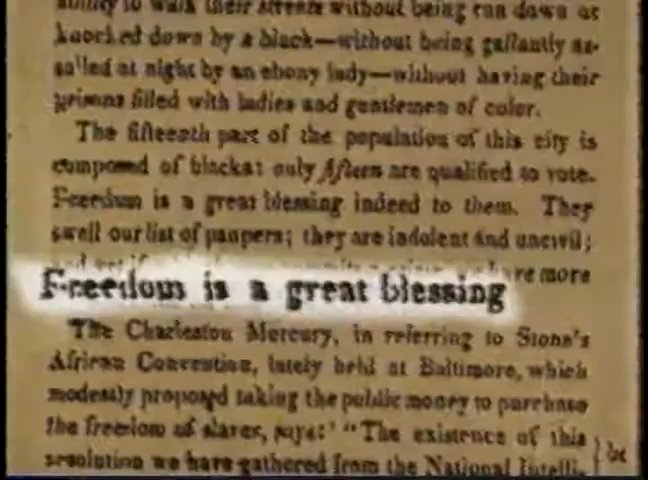 ability to walk their streets without being run down or
knocked down by a black—without being gallantly as-
sailed at night by an ebony lady—without having their
prisons filled with ladies and gentlemen of color.
The fifteenth part of the population of this city is
composed of blacks: only fifteen are qualified to vote.
Freedom is a great blessing indeed to them. They
swell our list of paupers; they are indolent and uncivil;
more
Freedom is a great blessing
The Charleston Mercury, in referring to Stone's
African Convention, lately held at Baltimore, which
modestly proposed taking the public money to purchase
the freedom of slaves, says: "The existence of this
resolution we have gathered from the National Intelli-
be